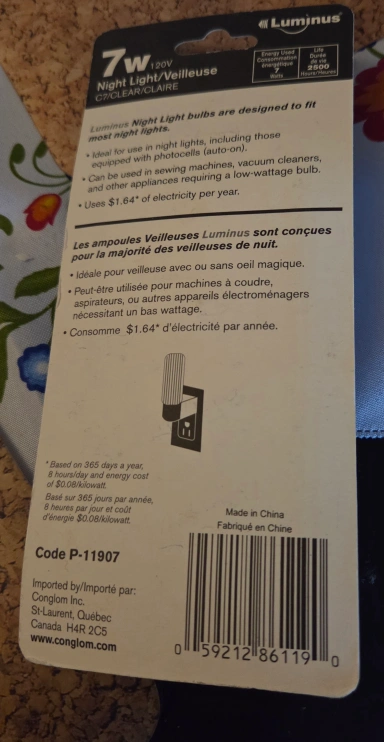 Luminus
7W 120V
Night Light/Veilleuse
C7/CLEAR/CLAIRE
Energy Used
Consommation
énergétique
7
Watts
Life
Durée
de vie
2500
Hours/Heures
Luminus Night Light bulbs are designed to fit
most night lights.
• Ideal for use in night lights, including those
equipped with photocells (auto-on).
• Can be used in sewing machines, vacuum cleaners,
and other appliances requiring a low-wattage bulb.
• Uses $1.64* of electricity per year.
Les ampoules Veilleuses Luminus sont conçues
pour la majorité des veilleuses de nuit.
• Idéale pour veilleuse avec ou sans oeil magique.
• Peut-être utilisée pour machines à coudre,
aspirateurs, ou autres appareils électroménagers
nécessitant un bas wattage.
• Consomme $1.64* d'électricité par année.
* Based on 365 days a year,
8 hours/day and energy cost
of $0.08/kilowatt.
Basé sur 365 jours par année,
8 heures par jour et coût
d'énergie $0.08/kilowatt.
Made in China
Fabriqué en Chine
Code P-11907
Imported by/Importé par:
Conglom Inc.
St-Laurent, Québec
Canada H4R 2C5
www.conglom.com
0 59212 86119 0